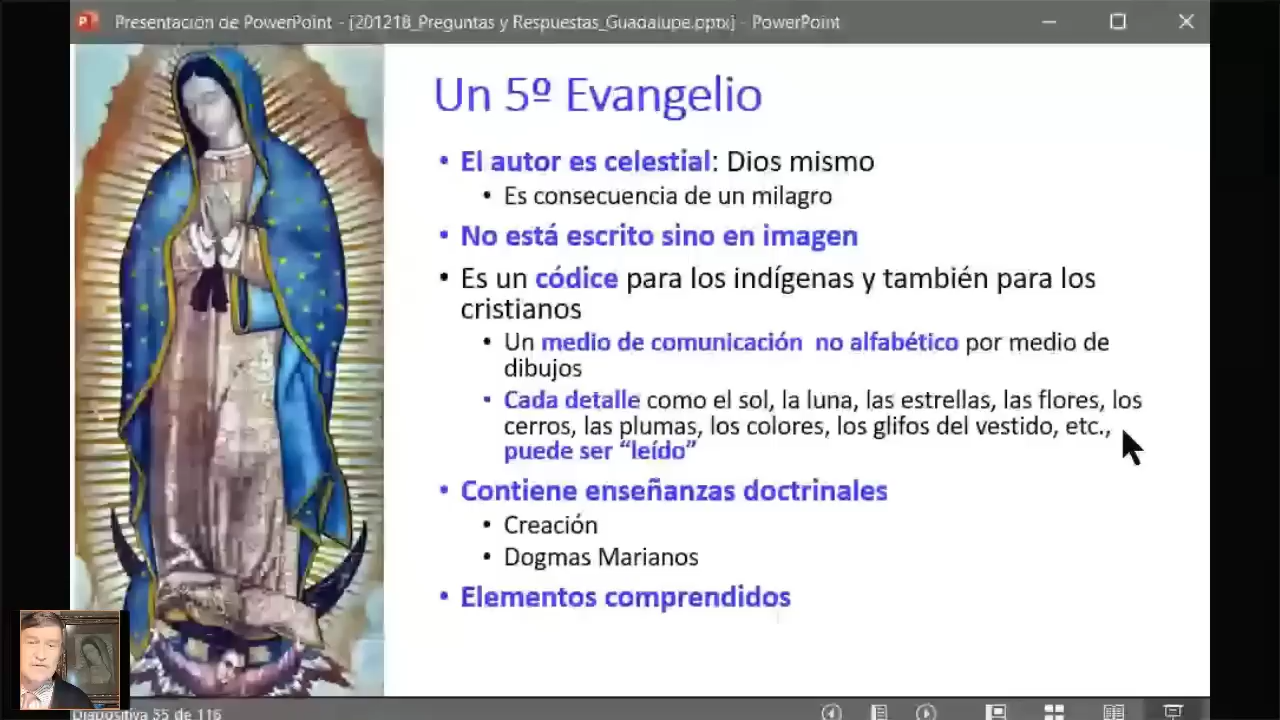 Presentación de PowerPoint - [201218_Preguntas y Respuestas_Guadalupe.pptx] - PowerPoint
Un 5º Evangelio
• El autor es celestial: Dios mismo
• Es consecuencia de un milagro
• No está escrito sino en imagen
• Es un códice para los indígenas y también para los
cristianos
• Un medio de comunicación no alfabético por medio de
dibujos
• Cada detalle como el sol, la luna, las estrellas, las flores, los
cerros, las plumas, los colores, los glifos del vestido, etc.,
puede ser “leído”
• Contiene enseñanzas doctrinales
• Creación
• Dogmas Marianos
• Elementos comprendidos
Diapositiva 35 de 116